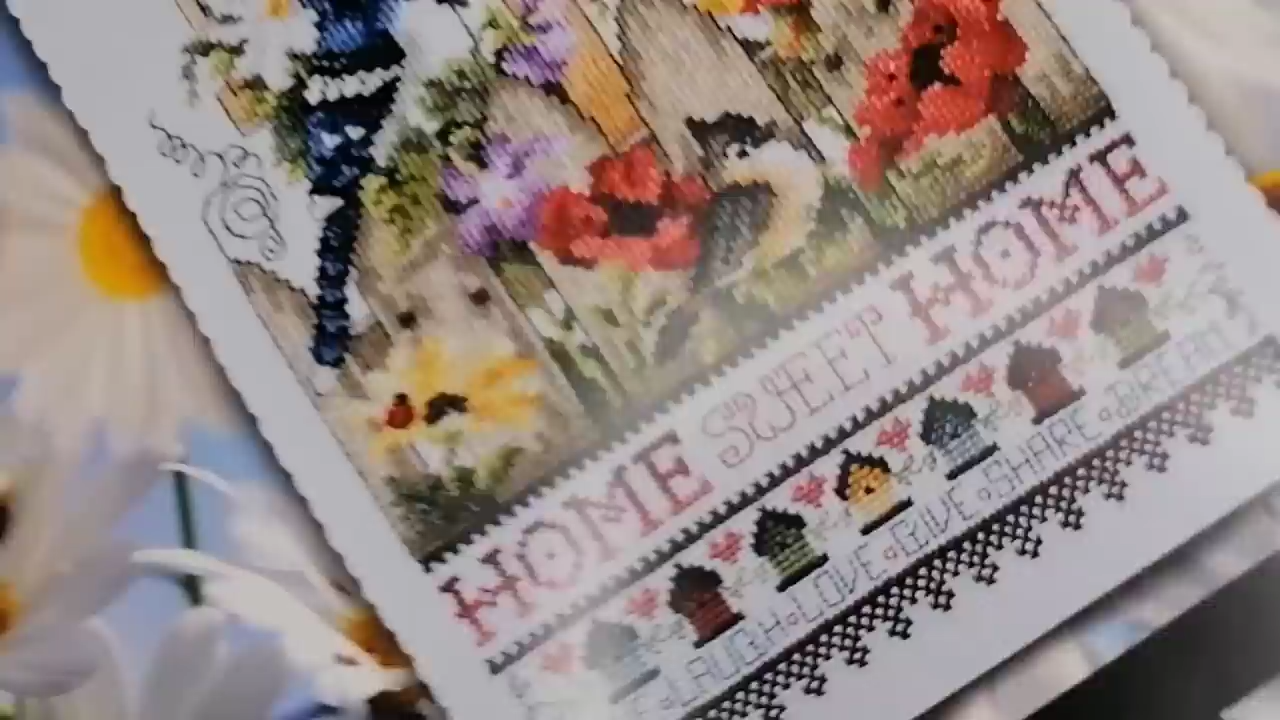 HOME SWEET HOME
LAUGH • LOVE • GIVE • SHARE • DREAM